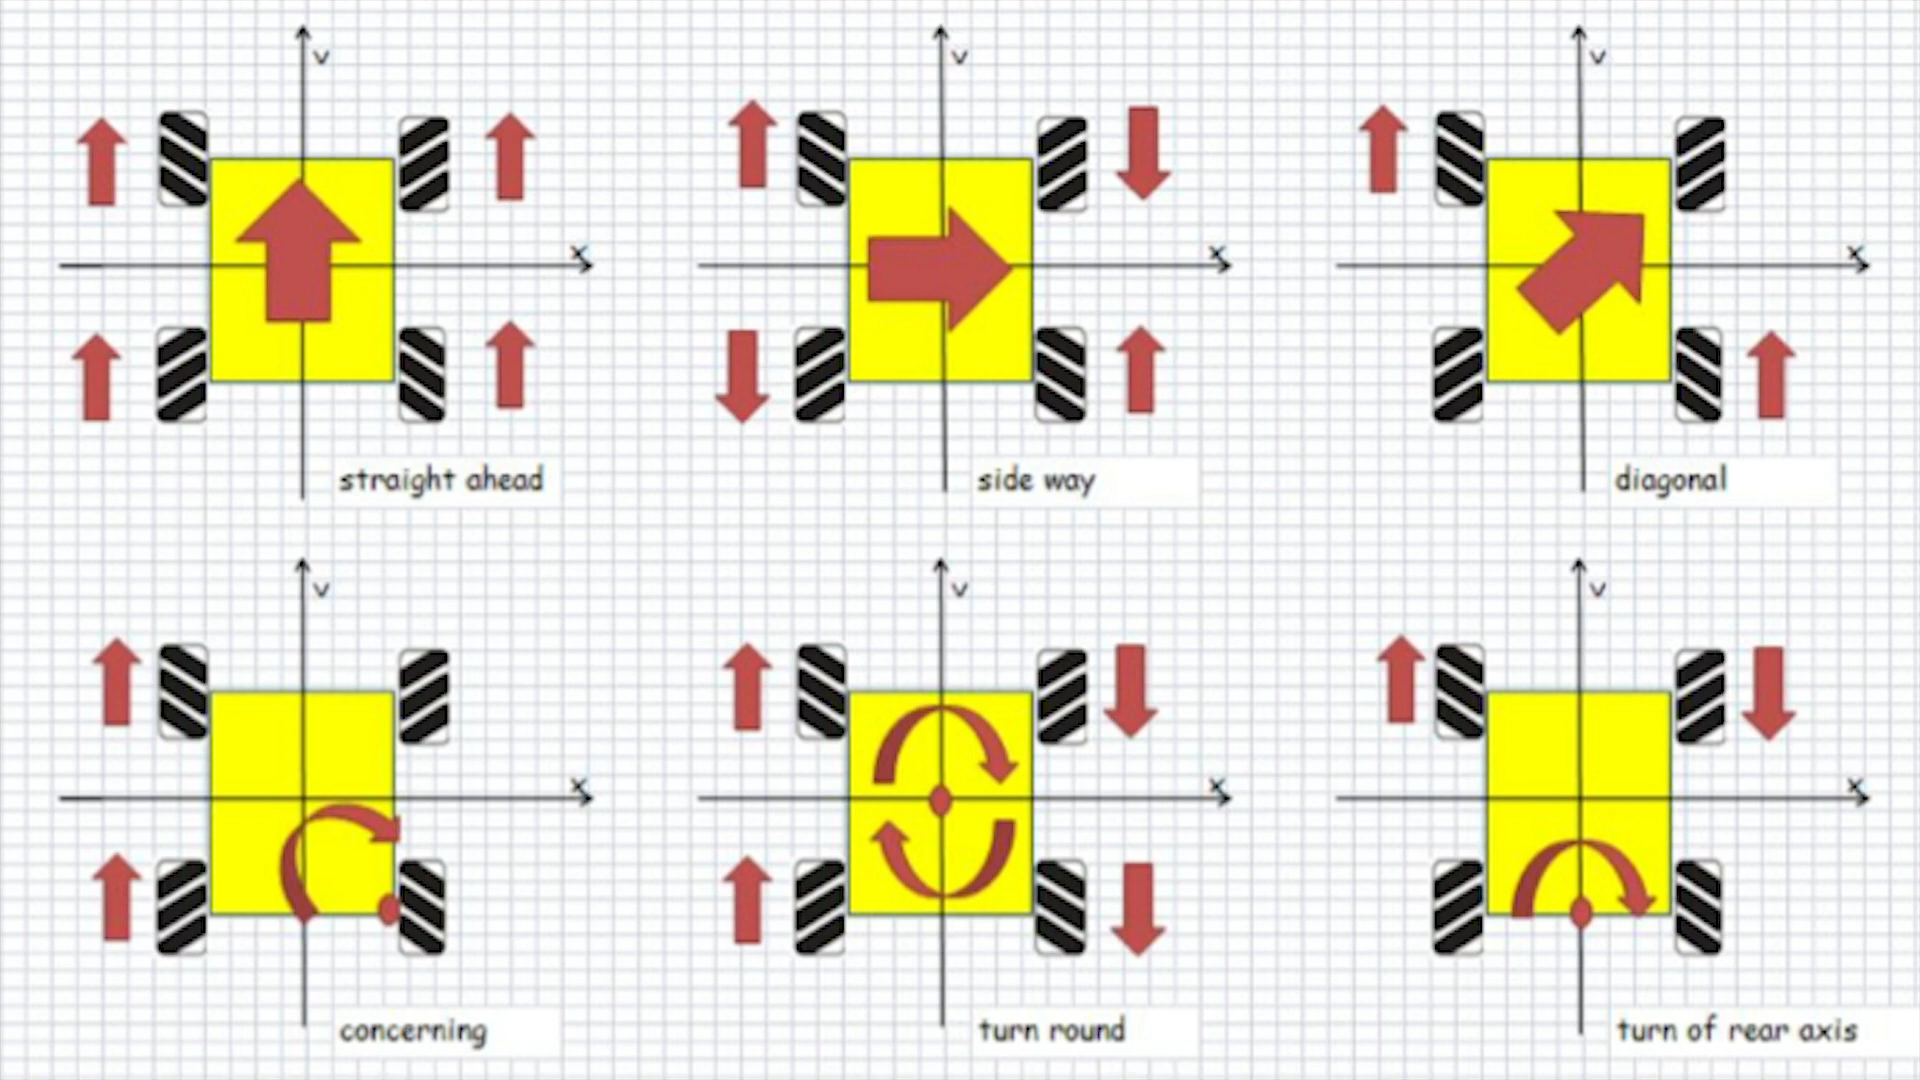 v
x
straight ahead
v
x
side way
v
x
diagonal
v
x
concerning
v
x
turn round
v
x
turn of rear axis